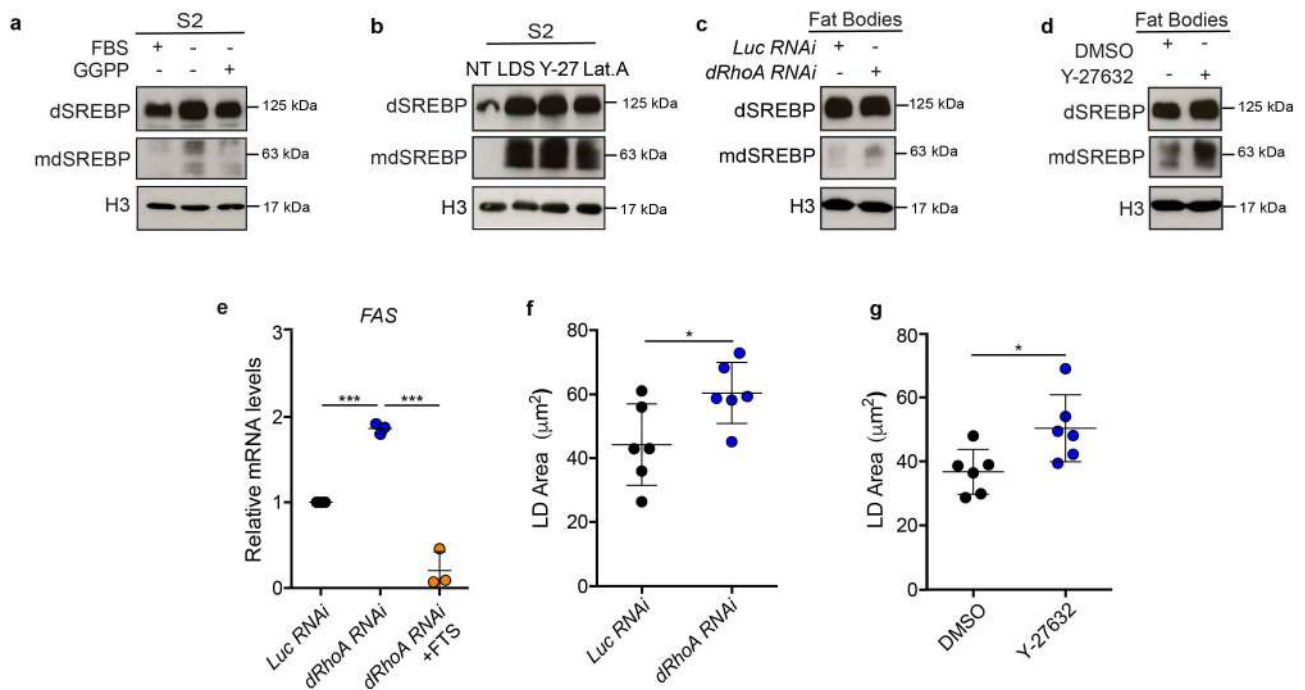 a
S2
FBS + - -
GGPP - - +
dSREBP 125 kDa
mdSREBP 63 kDa
H3 17 kDa
b
S2
NT LDS Y-27 Lat.A
dSREBP 125 kDa
mdSREBP 63 kDa
H3 17 kDa
c
Fat Bodies
Luc RNAi + -
dRhoA RNAi - +
dSREBP 125 kDa
mdSREBP 63 kDa
H3 17 kDa
d
Fat Bodies
DMSO + -
Y-27632 - +
dSREBP 125 kDa
mdSREBP 63 kDa
H3 17 kDa
e
FAS
Relative mRNA levels
3
2
1
0
*** ***
Luc RNAi
dRhoA RNAi
dRhoA RNAi
+FTS
f
LD Area (μm²)
80
60
40
20
0
*
Luc RNAi
dRhoA RNAi
g
LD Area (μm²)
80
60
40
20
0
*
DMSO
Y-27632